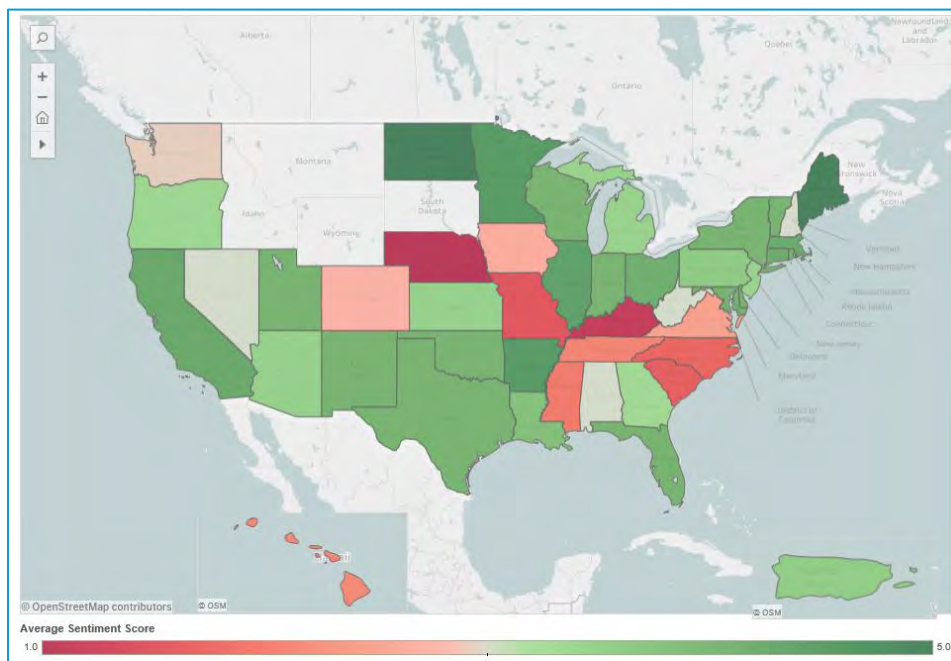 Alberta
Newfoundland
and
Labrador
Quebec
Ontario
Montana
New
Brunswick
Nova
Scotia
South
Dakota
Idaho
Wyoming
Vermont
New Hampshire
Massachusetts
Rhode Island
Connecticut
New Jersey
Delaware
Maryland
District of
Columbia
© OpenStreetMap contributors
© OSM
© OSM
Average Sentiment Score
1.0
5.0